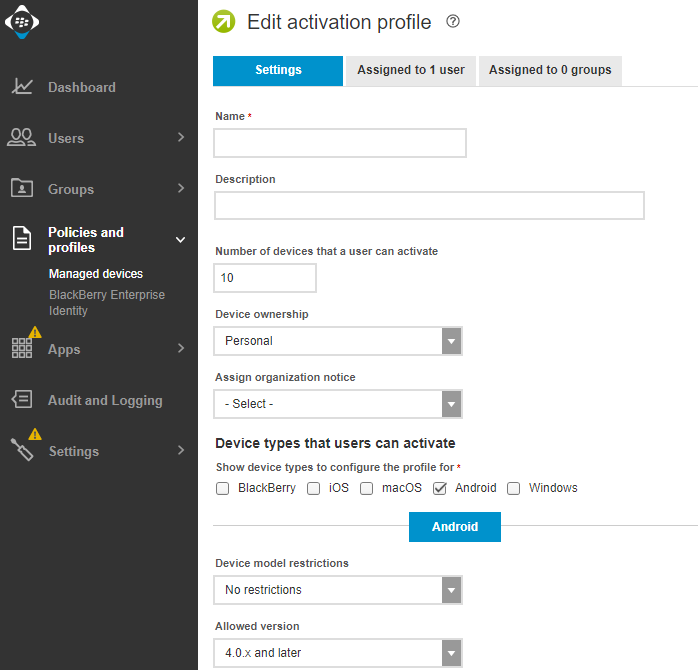 Edit activation profile ?
Dashboard
Users
Groups
Policies and
profiles
Managed devices
BlackBerry Enterprise
Identity
Apps
Audit and Logging
Settings
Settings
Assigned to 1 user
Assigned to 0 groups
Name *
Description
Number of devices that a user can activate
10
Device ownership
Personal
Assign organization notice
- Select -
Device types that users can activate
Show device types to configure the profile for *
BlackBerry iOS macOS Android Windows
Android
Device model restrictions
No restrictions
Allowed version
4.0.x and later